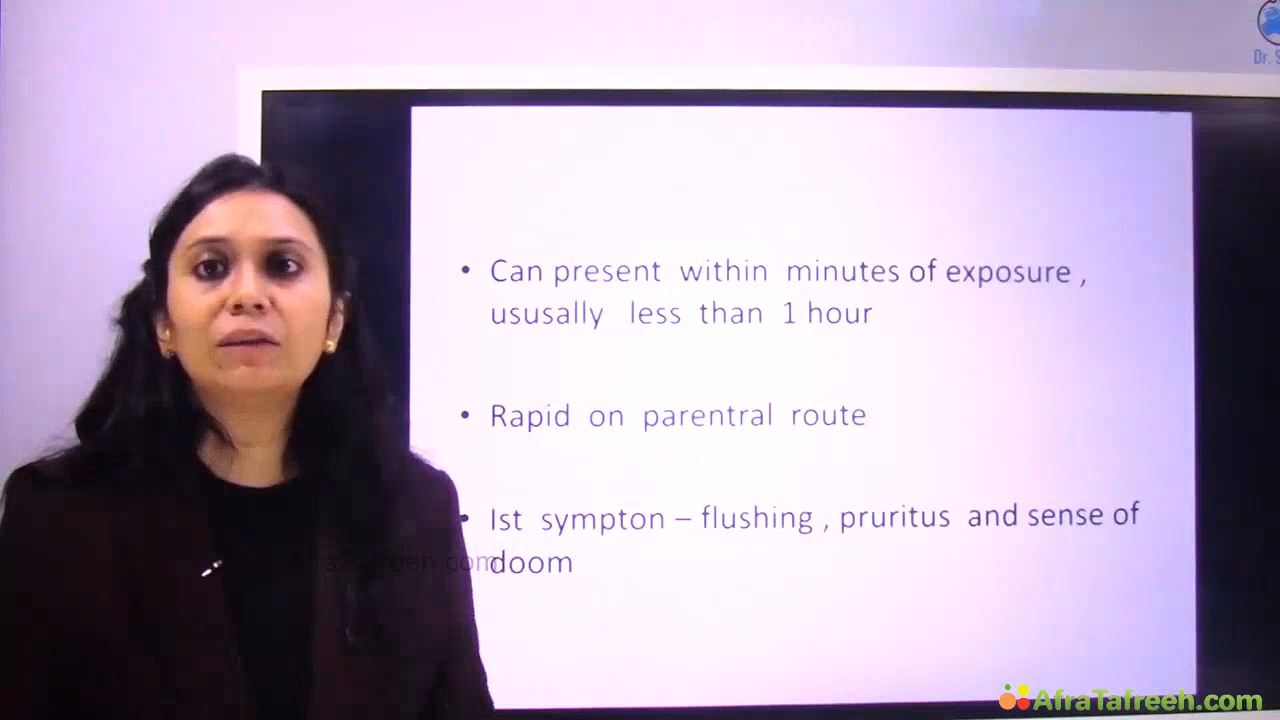 Dr. S
• Can present within minutes of exposure ,
ususally less than 1 hour
• Rapid on parentral route
• Ist sympton – flushing , pruritus and sense of
doom
AfraTafreeh.com